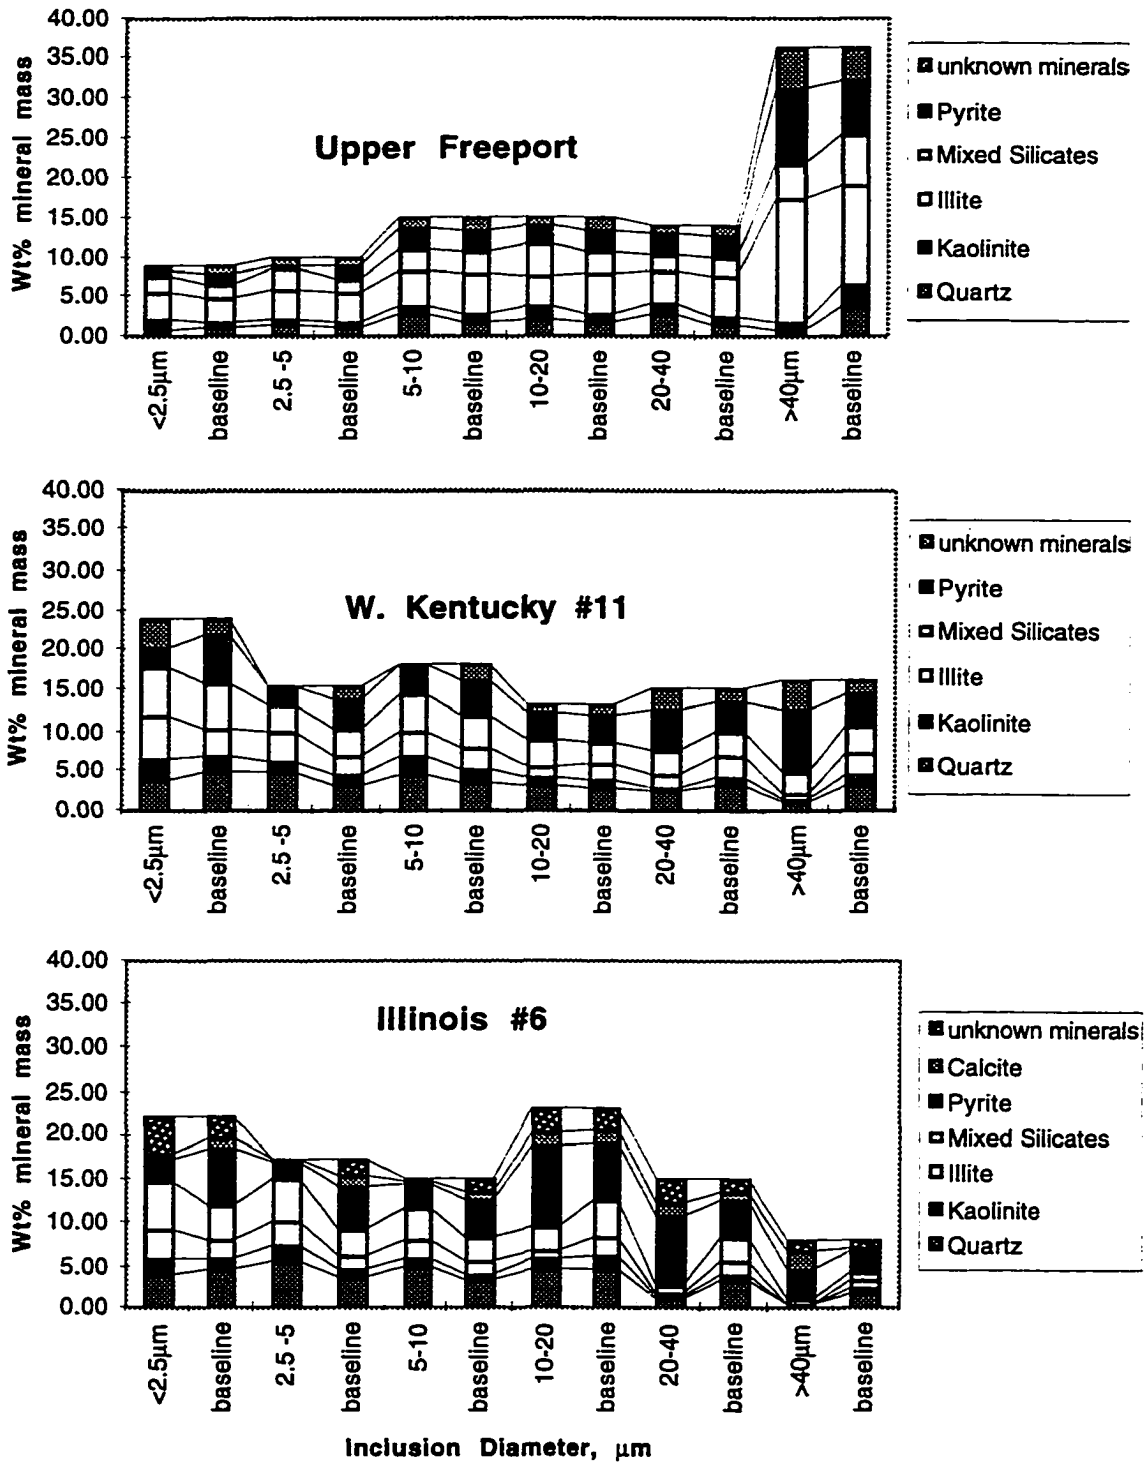 40.00
35.00
30.00
25.00
20.00
15.00
10.00
5.00
0.00
Wt% mineral mass
Upper Freeport
unknown minerals
Pyrite
Mixed Silicates
Illite
Kaolinite
Quartz
<2.5µm
baseline
2.5 -5
baseline
5-10
baseline
10-20
baseline
20-40
baseline
>40µm
baseline
40.00
35.00
30.00
25.00
20.00
15.00
10.00
5.00
0.00
Wt% mineral mass
W. Kentucky #11
unknown minerals
Pyrite
Mixed Silicates
Illite
Kaolinite
Quartz
<2.5µm
baseline
2.5 -5
baseline
5-10
baseline
10-20
baseline
20-40
baseline
>40µm
baseline
40.00
35.00
30.00
25.00
20.00
15.00
10.00
5.00
0.00
Wt% mineral mass
Illinois #6
unknown minerals
Calcite
Pyrite
Mixed Silicates
Illite
Kaolinite
Quartz
<2.5µm
baseline
2.5 -5
baseline
5-10
baseline
10-20
baseline
20-40
baseline
>40µm
baseline
Inclusion Diameter, µm